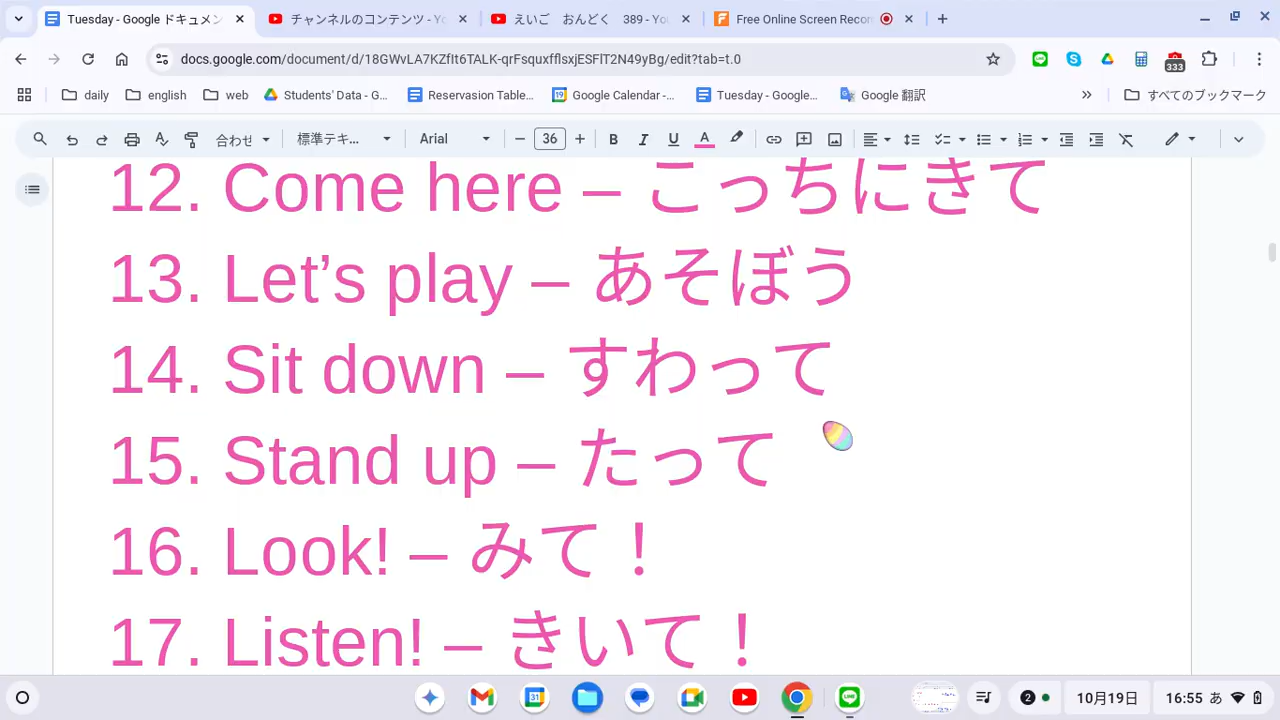 Tuesday - Google ドキュメン
チャンネルのコンテンツ - Yo
えいご おんどく 389 - You
Free Online Screen Recor
docs.google.com/document/d/
/edit?tab=t.0
333
daily
english
web
Students' Data - G...
Reservasion Table...
Google Calendar -...
Tuesday - Google...
Google 翻訳
すべてのブックマーク
合わせ
標準テキ...
Arial
36
12. Come here – こっちにきて
13. Let’s play – あそぼう
14. Sit down – すわって
15. Stand up – たって
16. Look! – みて！
17. Listen! – きいて！
2
10月19日
16:55 あ